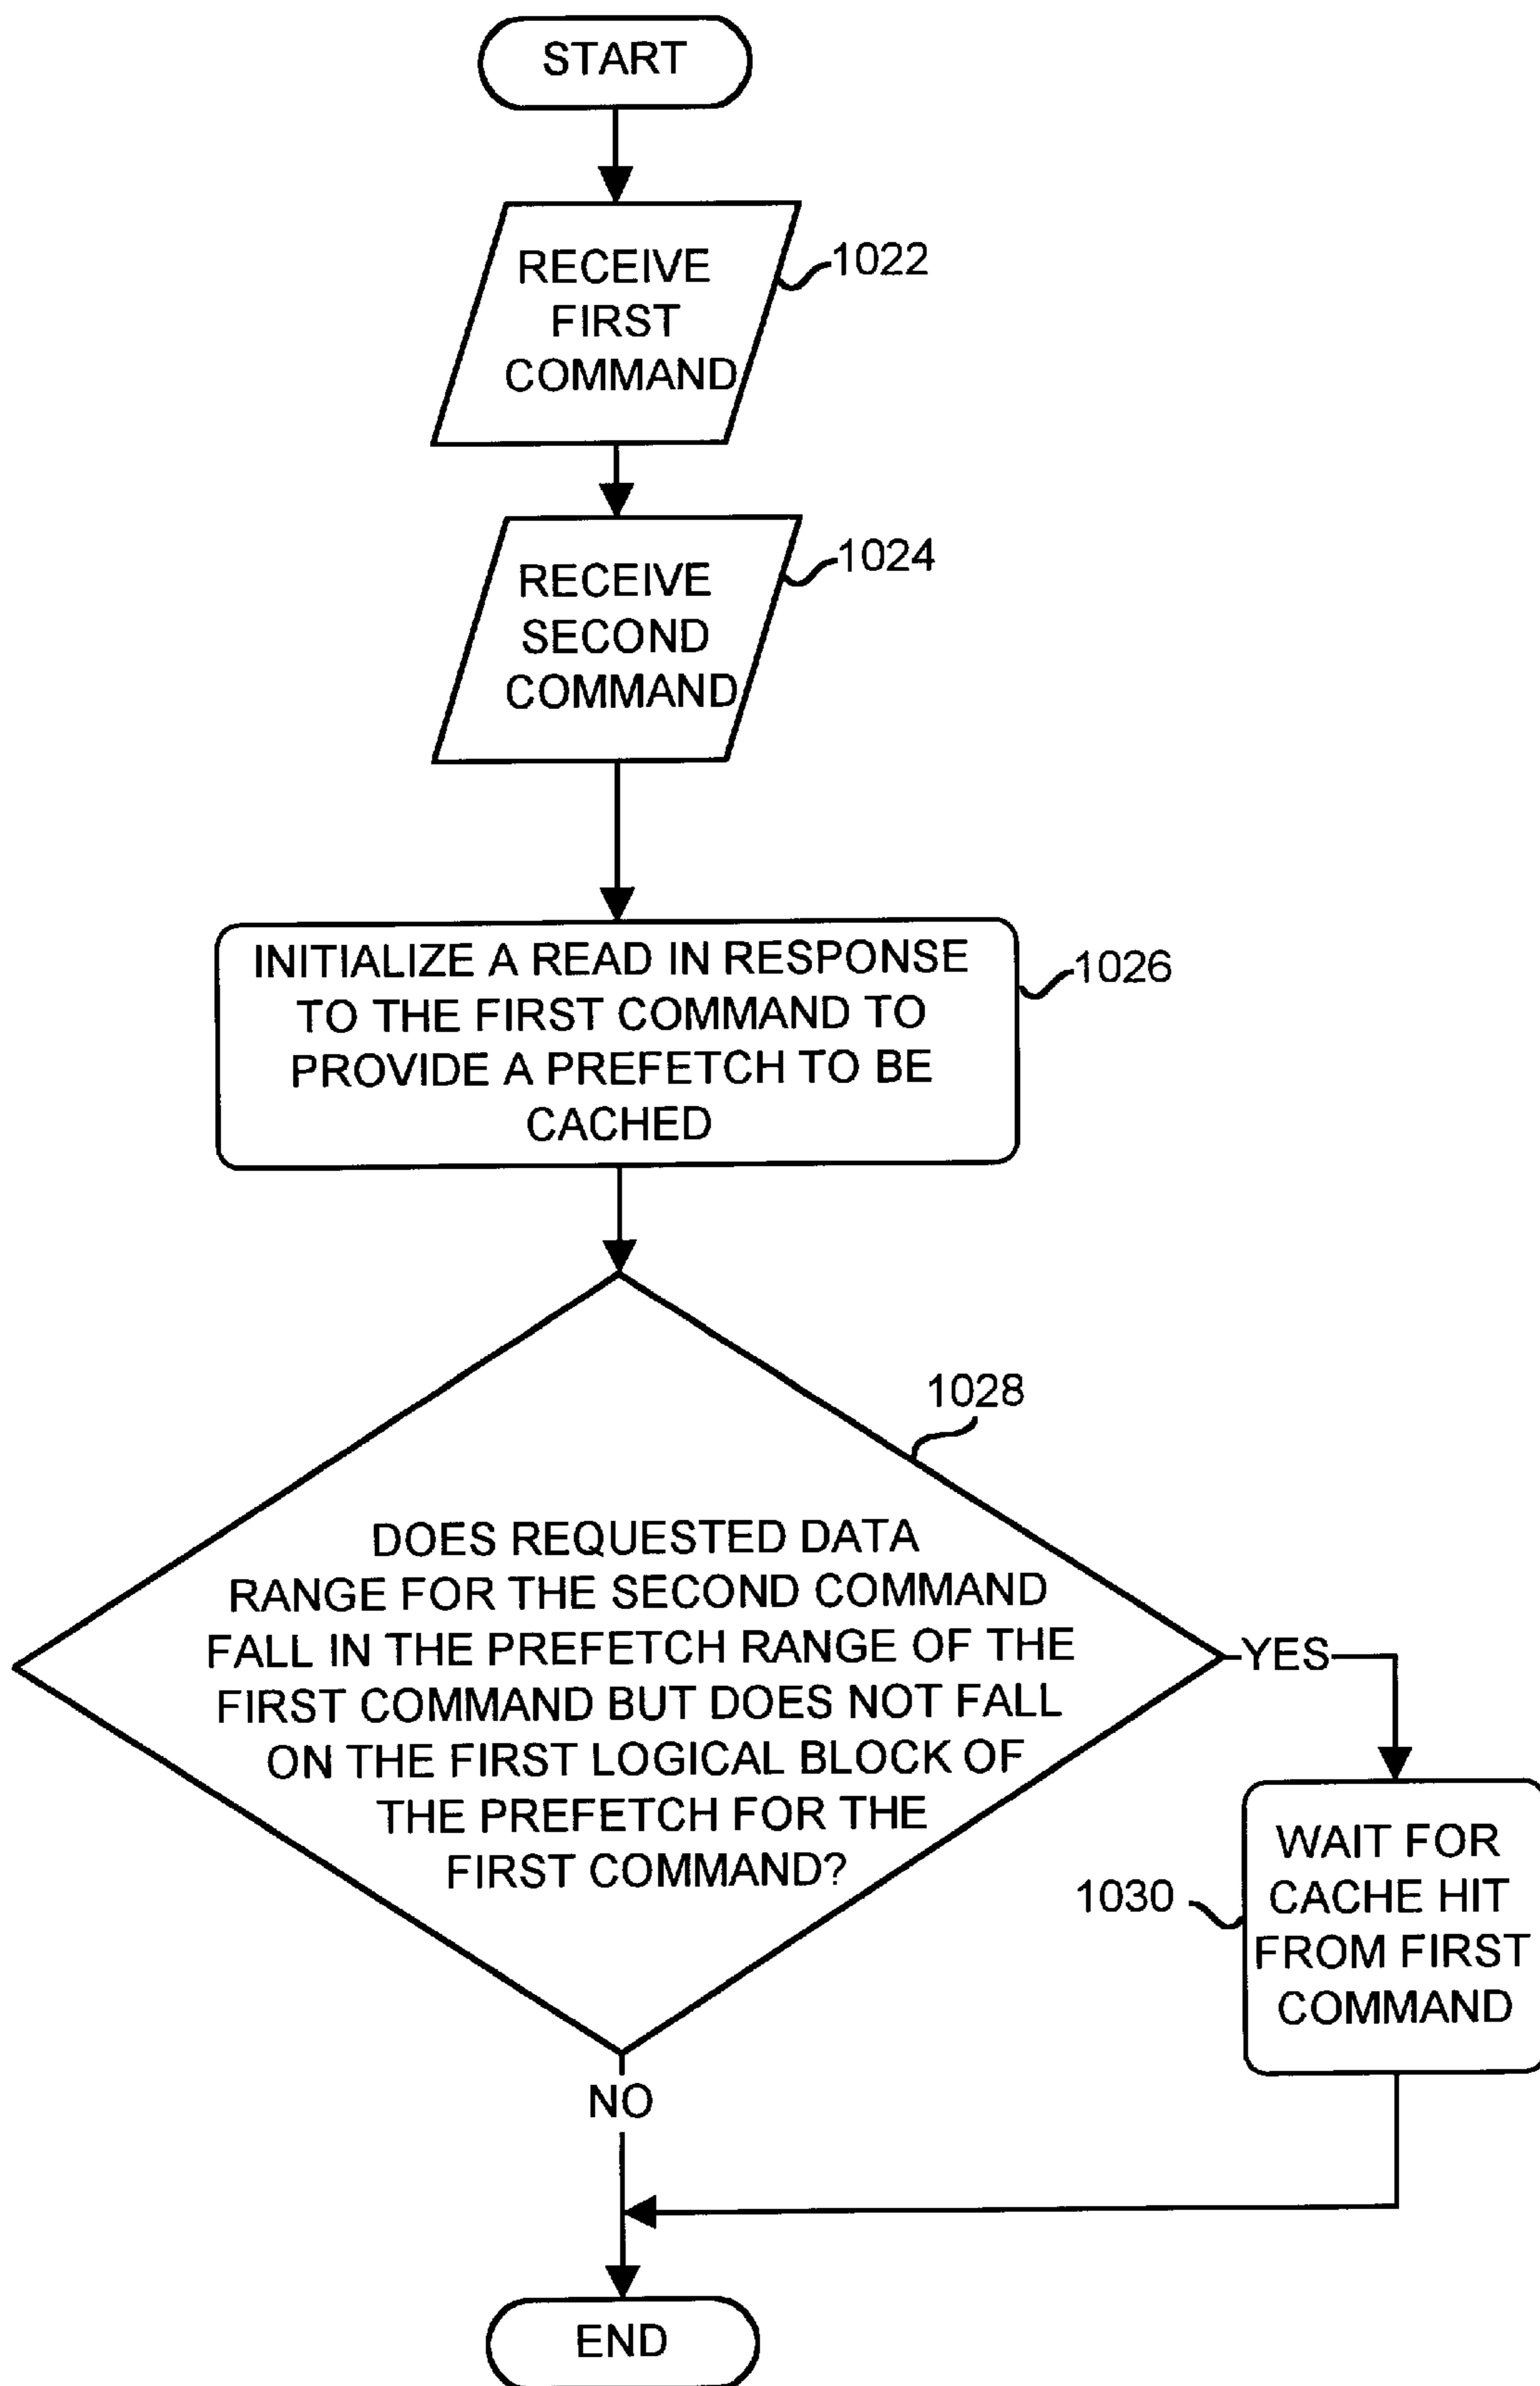 START
RECEIVE
FIRST
COMMAND
1022
RECEIVE
SECOND
COMMAND
1024
INITIALIZE A READ IN RESPONSE
TO THE FIRST COMMAND TO
PROVIDE A PREFETCH TO BE
CACHED
1026
1028
DOES REQUESTED DATA
RANGE FOR THE SECOND COMMAND
FALL IN THE PREFETCH RANGE OF THE
FIRST COMMAND BUT DOES NOT FALL
ON THE FIRST LOGICAL BLOCK OF
THE PREFETCH FOR THE
FIRST COMMAND?
YES
WAIT FOR
CACHE HIT
FROM FIRST
COMMAND
1030
NO
END